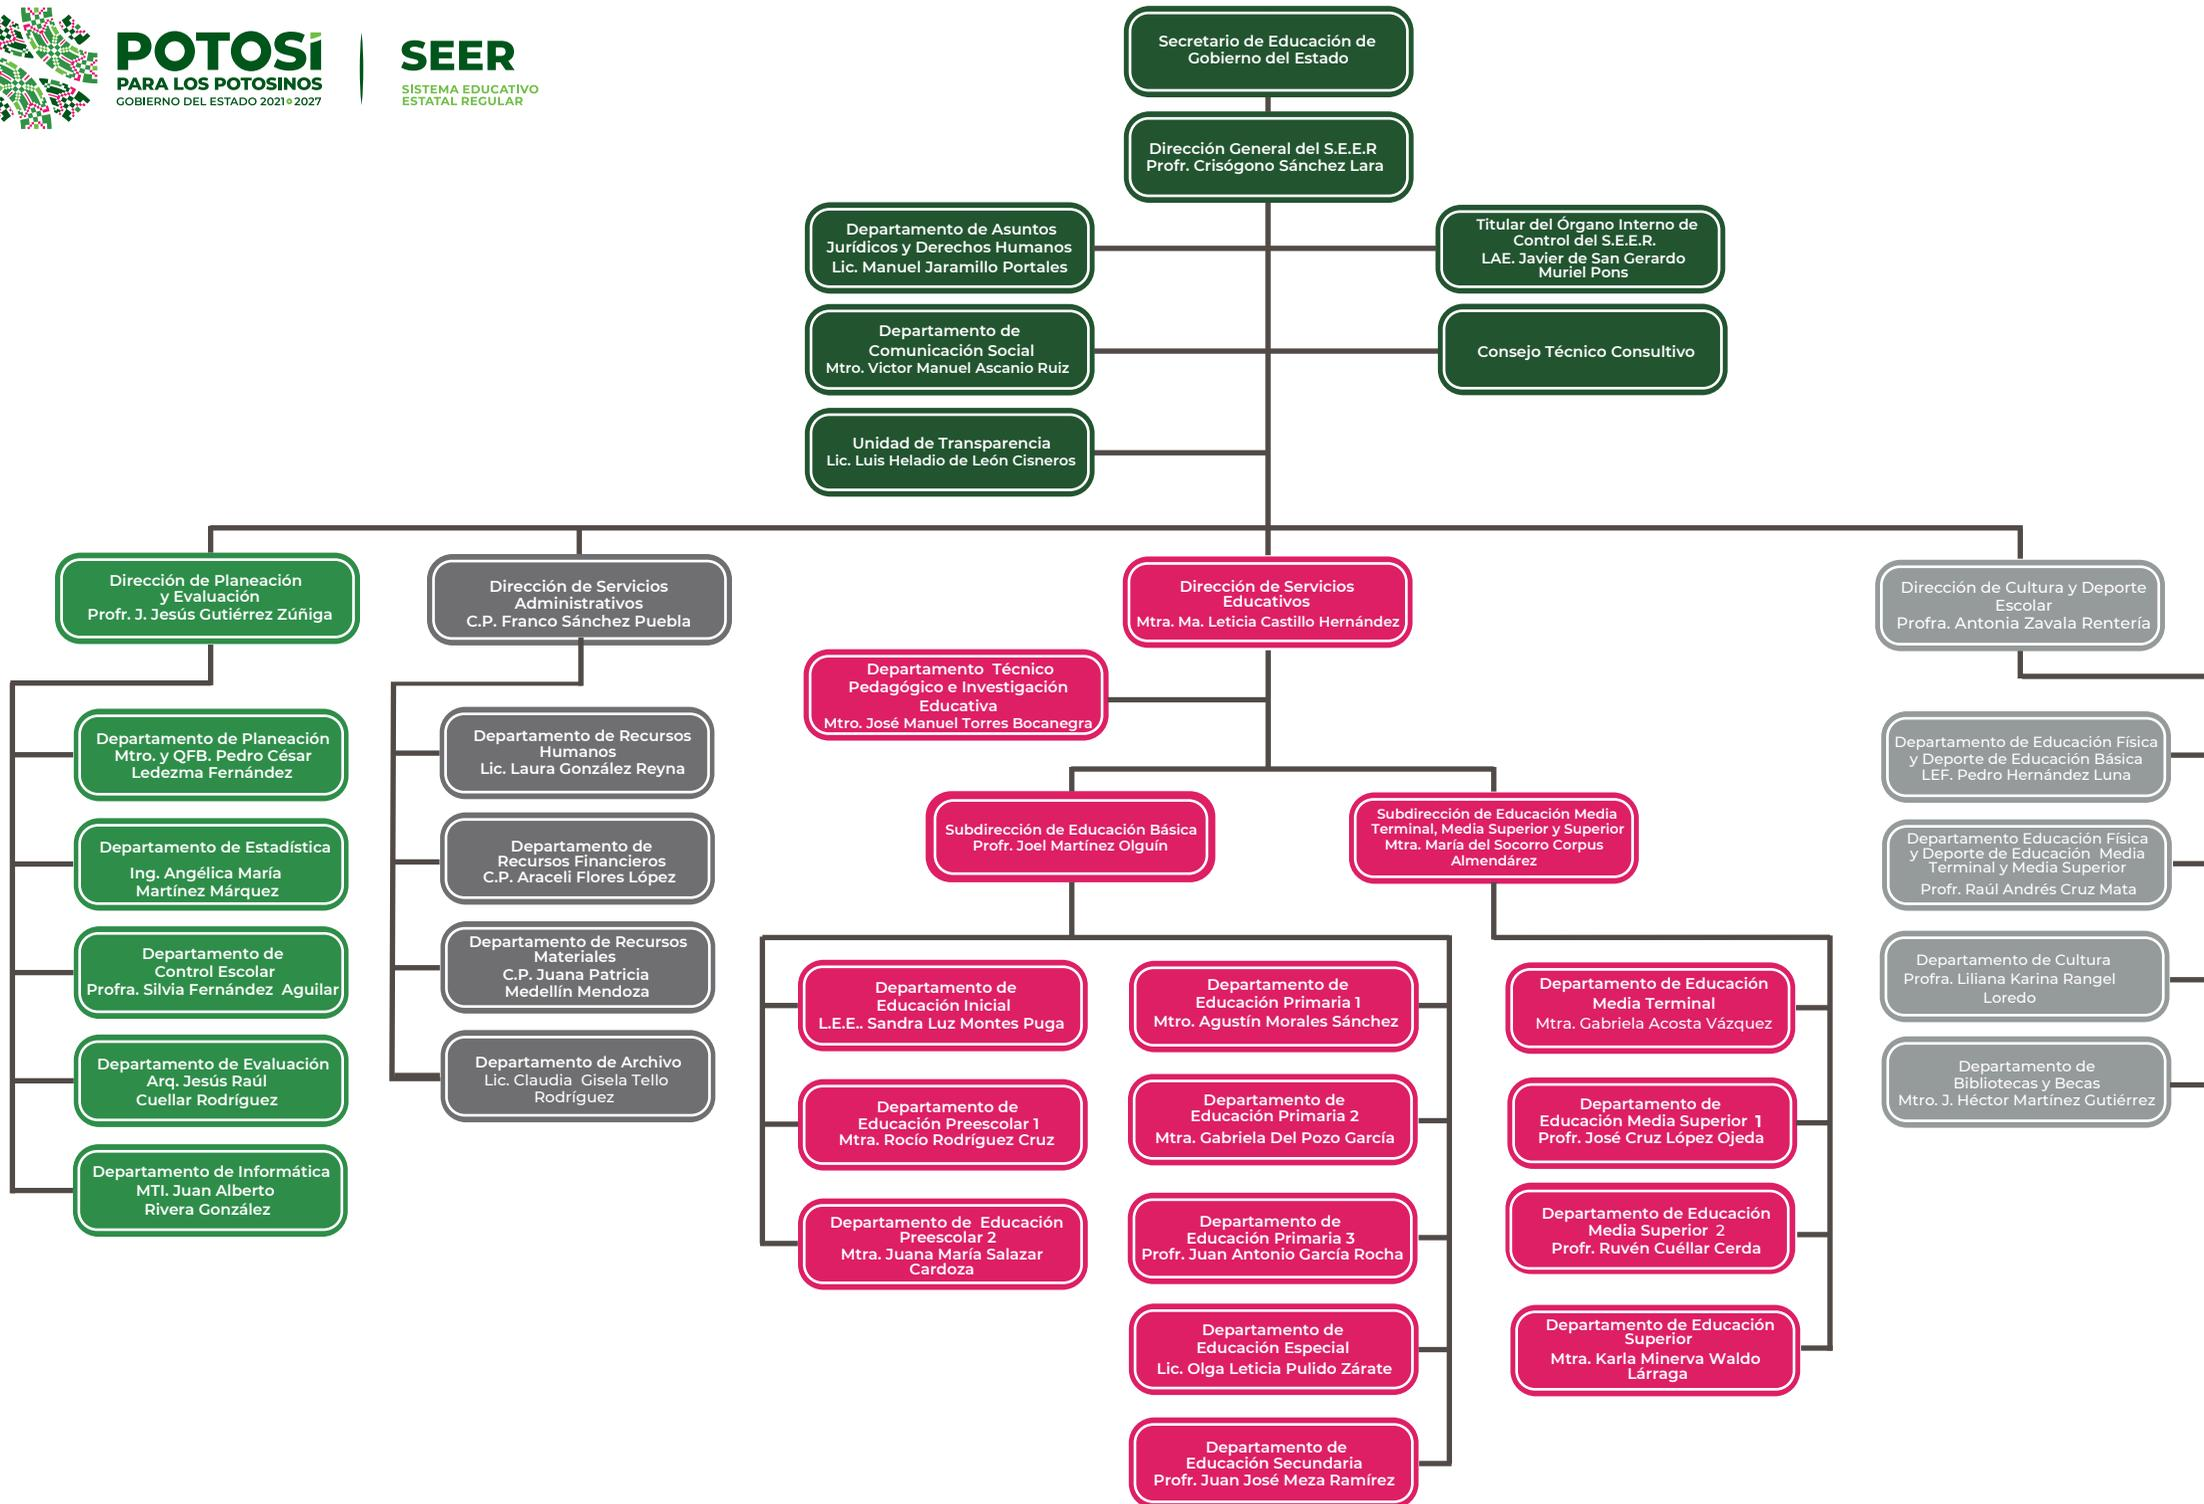 POTOSÍ
PARA LOS POTOSINOS
GOBIERNO DEL ESTADO 2021 2027
SEER
SISTEMA EDUCATIVO
ESTATAL REGULAR
Secretario de Educación de
Gobierno del Estado
Dirección General del S.E.E.R
Profr. Crisógono Sánchez Lara
Departamento de Asuntos
Jurídicos y Derechos Humanos
Lic. Manuel Jaramillo Portales
Titular del Órgano Interno de
Control del S.E.E.R.
LAE. Javier de San Gerardo
Muriel Pons
Departamento de
Comunicación Social
Mtro. Victor Manuel Ascanio Ruiz
Consejo Técnico Consultivo
Unidad de Transparencia
Lic. Luis Heladio de León Cisneros
Dirección de Planeación
y Evaluación
Profr. J. Jesús Gutiérrez Zúñiga
Departamento de Planeación
Mtro. y QFB. Pedro César
Ledezma Fernández
Departamento de Estadística
Ing. Angélica María
Martínez Márquez
Departamento de
Control Escolar
Profra. Silvia Fernández  Aguilar
Departamento de Evaluación
Arq. Jesús Raúl
Cuellar Rodríguez
Departamento de Informática
MTI. Juan Alberto
Rivera González
Dirección de Servicios
Administrativos
C.P. Franco Sánchez Puebla
Departamento de Recursos
Humanos
Lic. Laura González Reyna
Departamento de
Recursos Financieros
C.P. Araceli Flores López
Departamento de Recursos
Materiales
C.P. Juana Patricia
Medellín Mendoza
Departamento de Archivo
Lic. Claudia  Gisela Tello
Rodríguez
Dirección de Servicios
Educativos
Mtra. Ma. Leticia Castillo Hernández
Departamento  Técnico
Pedagógico e Investigación
Educativa
Mtro. José Manuel Torres Bocanegra
Subdirección de Educación Básica
Profr. Joel Martínez Olguín
Departamento de
Educación Inicial
L.E.E.. Sandra Luz Montes Puga
Departamento de
Educación Preescolar 1
Mtra. Rocío Rodríguez Cruz
Departamento de  Educación
Preescolar 2
Mtra. Juana María Salazar
Cardoza
Departamento de
Educación Primaria 1
Mtro. Agustín Morales Sánchez
Departamento de
Educación Primaria 2
Mtra. Gabriela Del Pozo García
Departamento de
Educación Primaria 3
Profr. Juan Antonio García Rocha
Departamento de
Educación Especial
Lic. Olga Leticia Pulido Zárate
Departamento de
Educación Secundaria
Profr. Juan José Meza Ramírez
Subdirección de Educación Media
Terminal, Media Superior y Superior
Mtra. María del Socorro Corpus
Almendárez
Departamento de Educación
Media Terminal
Mtra. Gabriela Acosta Vázquez
Departamento de
Educación Media Superior 1
Profr. José Cruz López Ojeda
Departamento de Educación
Media Superior 2
Profr. Ruvén Cuéllar Cerda
Departamento de Educación
Superior
Mtra. Karla Minerva Waldo
Lárraga
Dirección de Cultura y Deporte
Escolar
Profra. Antonia Zavala Rentería
Departamento de Educación Física
y Deporte de Educación Básica
LEF. Pedro Hernández Luna
Departamento Educación Física
y Deporte de Educación  Media
Terminal y Media Superior
Profr. Raúl Andrés Cruz Mata
Departamento de Cultura
Profra. Liliana Karina Rangel
Loredo
Departamento de
Bibliotecas y Becas
Mtro. J. Héctor Martínez Gutiérrez